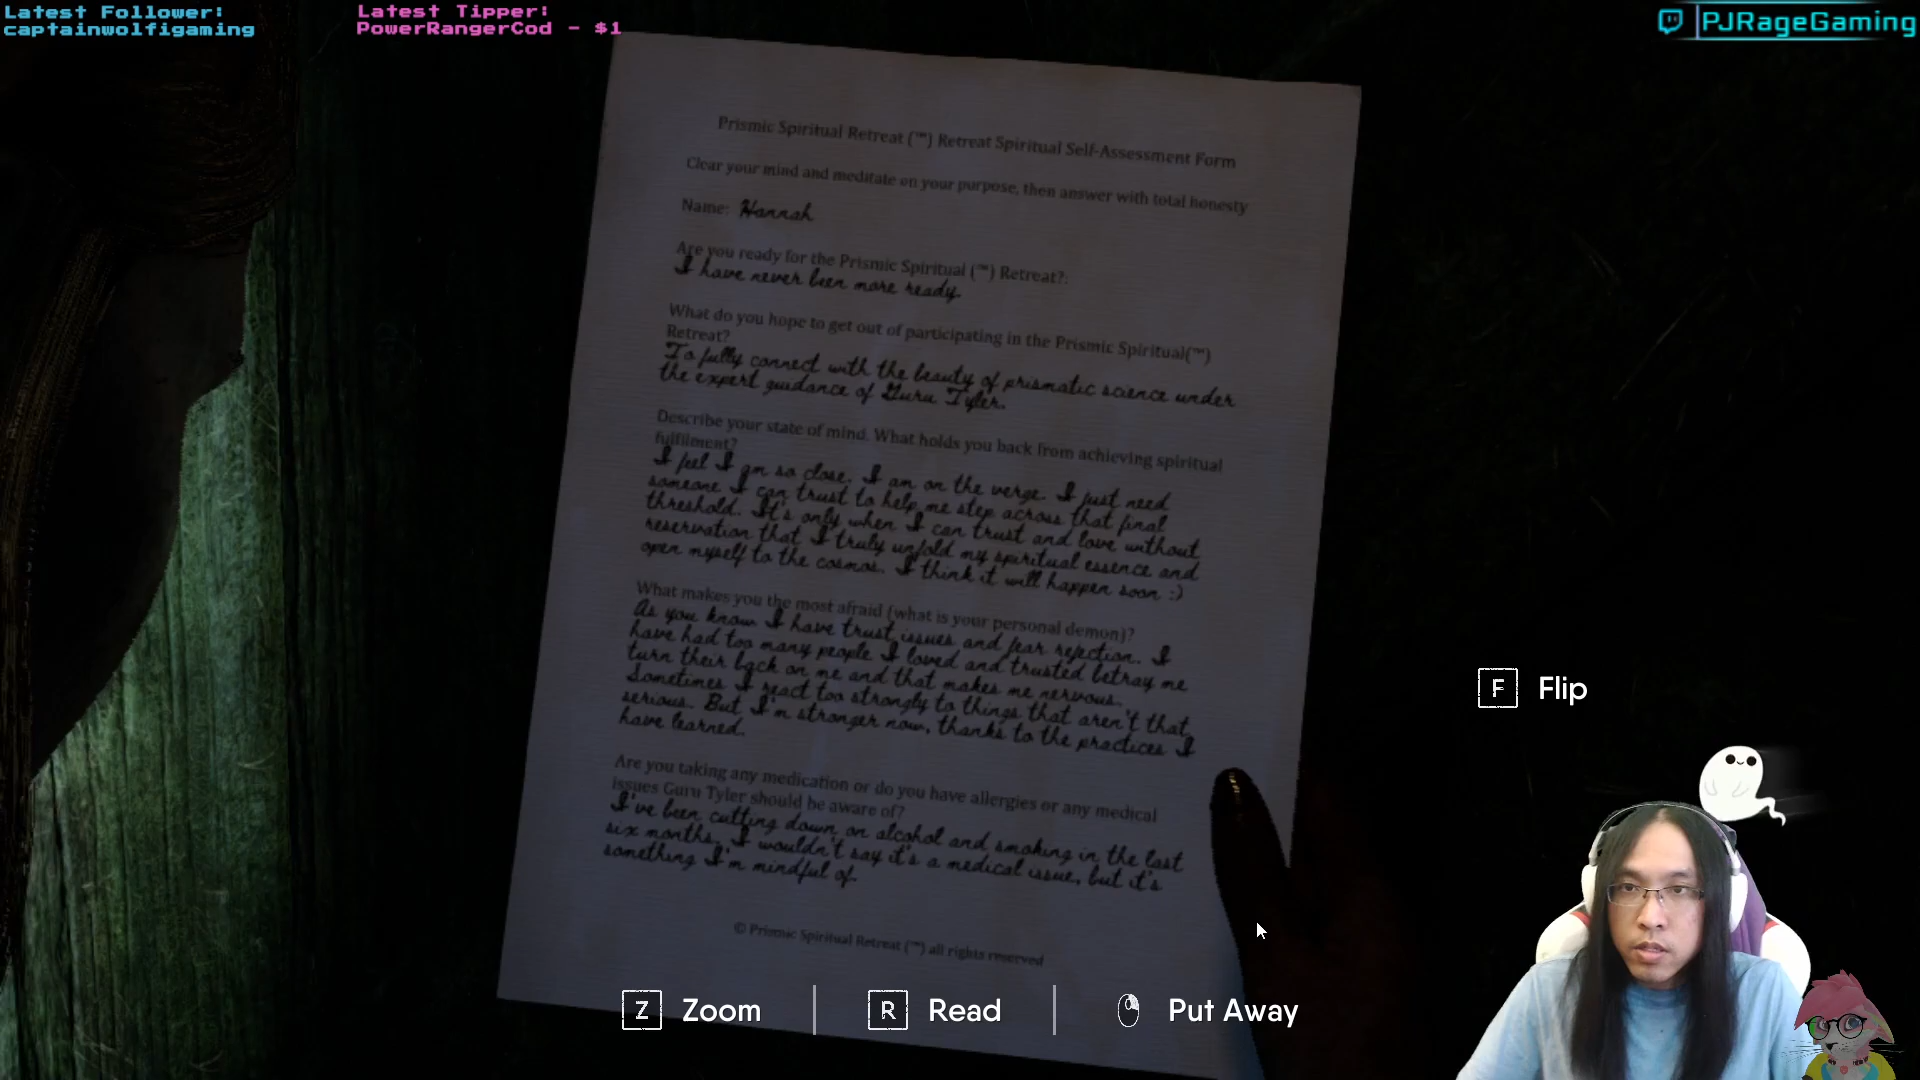 Latest Follower:
captainwolfigaming
Latest Tipper:
PowerRangerCod - $1
PJRageGaming
Prismic Spiritual Retreat (™) Retreat Spiritual Self-Assessment Form
Clear your mind and meditate on your purpose, then answer with total honesty
Name: Hannah
Are you ready for the Prismic Spiritual (™) Retreat?:
I have never been more ready.
What do you hope to get out of participating in the Prismic Spiritual(™)
Retreat?
To fully connect with the beauty of prismatic science under
the expert guidance of Guru Tyler.
Describe your state of mind. What holds you back from achieving spiritual
fulfilment?
I feel I am so close. I am on the verge. I just need
someone I can trust to help me step across that final
threshold. It's only when I can trust and love without
reservation that I truly unfold my spiritual essence and
open myself to the cosmos. I think it will happen soon :)
What makes you the most afraid (what is your personal demon)?
As you know I have trust issues and fear rejection. I
have had too many people I loved and trusted betray me
turn their back on me and that makes me nervous.
Sometimes I react too strongly to things that aren't that
serious. But I'm stronger now, thanks to the practices I
have learned.
Are you taking any medication or do you have allergies or any medical
issues Guru Tyler should be aware of?
I've been cutting down on alcohol and smoking in the last
six months. I wouldn't say it's a medical issue, but it's
something I'm mindful of.
© Prismic Spiritual Retreat (™) all rights reserved
F Flip
Z Zoom
R Read
Put Away